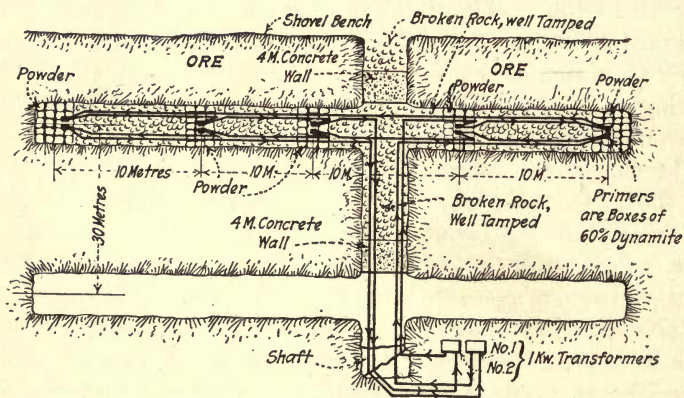 Shovel Bench
Broken Rock, well Tamped
ORE
4 M. Concrete
Wall
ORE
Powder
Powder
Powder
10 Metres
10 M.
10 M.
10 M
Powder
30 Metres
Primers
are Boxes of
60% Dynamite
Broken Rock,
Well Tamped
4 M. Concrete
Wall
Shaft
No. 1
No. 2
1 Kw. Transformers